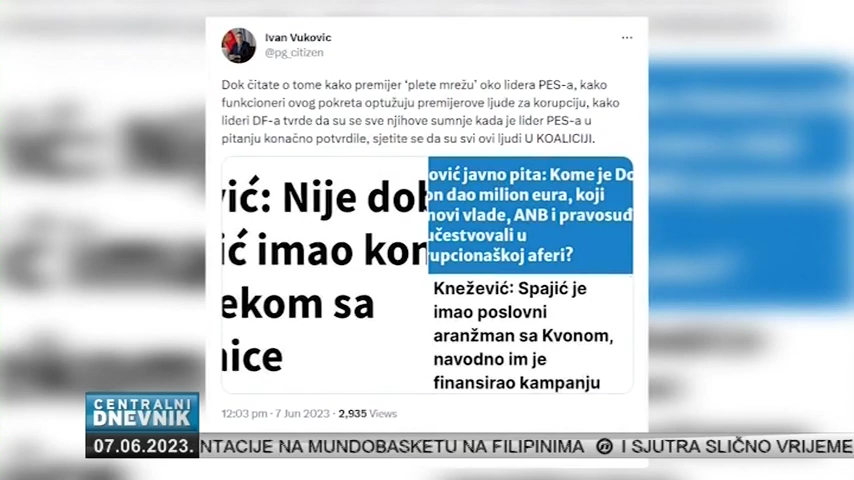 Ivan Vukovic
@pg_citizen
Dok čitate o tome kako premijer ‘plete mrežu’ oko lidera PES-a, kako
funkcioneri ovog pokreta optužuju premijerove ljude za korupciju, kako
lideri DF-a tvrde da su se sve njihove sumnje kada je lider PES-a u
pitanju konačno potvrdile, sjetite se da su svi ovi ljudi U KOALICIJI.
vić: Nije dob
ić imao kon
ekom sa
nice
ović javno pita: Kome je Do
on dao milion eura, koji
novi vlade, ANB i pravosuđ
učestvovali u
upcionaškoj aferi?
Knežević: Spajić je
imao poslovni
aranžman sa Kvonom,
navodno im je
finansirao kampanju
12:03 pm · 7 Jun 2023 · 2,935 Views
CENTRALNI
DNEVNIK
07.06.2023. NTACIJE NA MUNDOBASKETU NA FILIPINIMA I SJUTRA SLIČNO VRIJEME